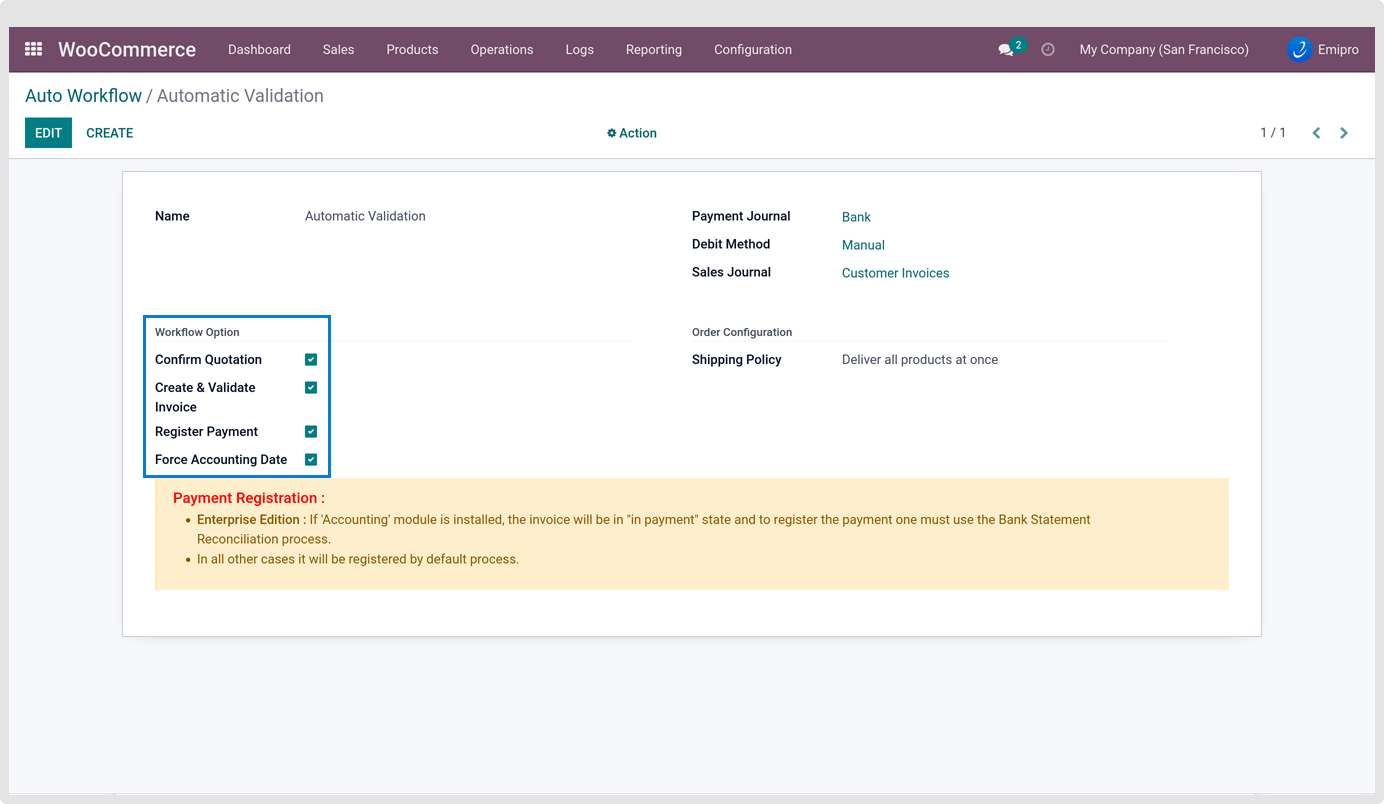 WooCommerce Dashboard Sales Products Operations Logs Reporting Configuration 2 My Company (San Francisco) Emipro
Auto Workflow / Automatic Validation
EDIT CREATE Action 1 / 1
Name Automatic Validation
Payment Journal Bank
Debit Method Manual
Sales Journal Customer Invoices
Workflow Option
Confirm Quotation
Create & Validate
Invoice
Register Payment
Force Accounting Date
Order Configuration
Shipping Policy Deliver all products at once
Payment Registration :
• Enterprise Edition : If 'Accounting' module is installed, the invoice will be in "in payment" state and to register the payment one must use the Bank Statement
Reconciliation process.
• In all other cases it will be registered by default process.